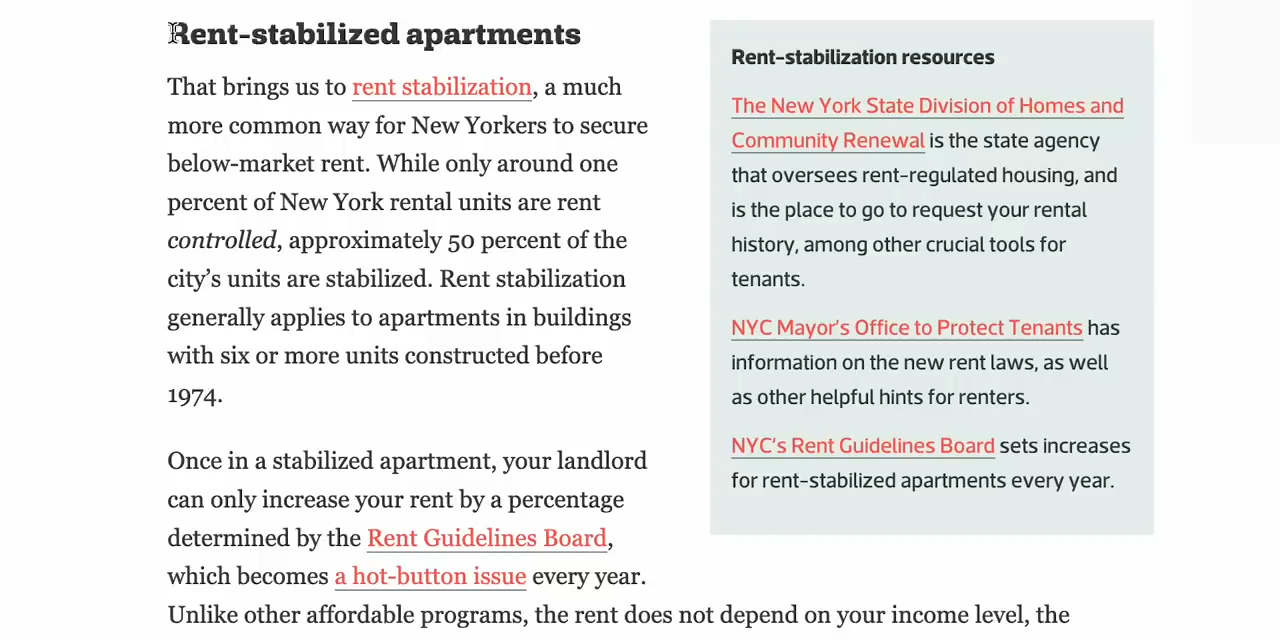 Rent-stabilized apartments
That brings us to rent stabilization, a much
more common way for New Yorkers to secure
below-market rent. While only around one
percent of New York rental units are rent
controlled, approximately 50 percent of the
city’s units are stabilized. Rent stabilization
generally applies to apartments in buildings
with six or more units constructed before
1974.
Once in a stabilized apartment, your landlord
can only increase your rent by a percentage
determined by the Rent Guidelines Board,
which becomes a hot-button issue every year.
Unlike other affordable programs, the rent does not depend on your income level, the
Rent-stabilization resources
The New York State Division of Homes and
Community Renewal is the state agency
that oversees rent-regulated housing, and
is the place to go to request your rental
history, among other crucial tools for
tenants.
NYC Mayor’s Office to Protect Tenants has
information on the new rent laws, as well
as other helpful hints for renters.
NYC’s Rent Guidelines Board sets increases
for rent-stabilized apartments every year.